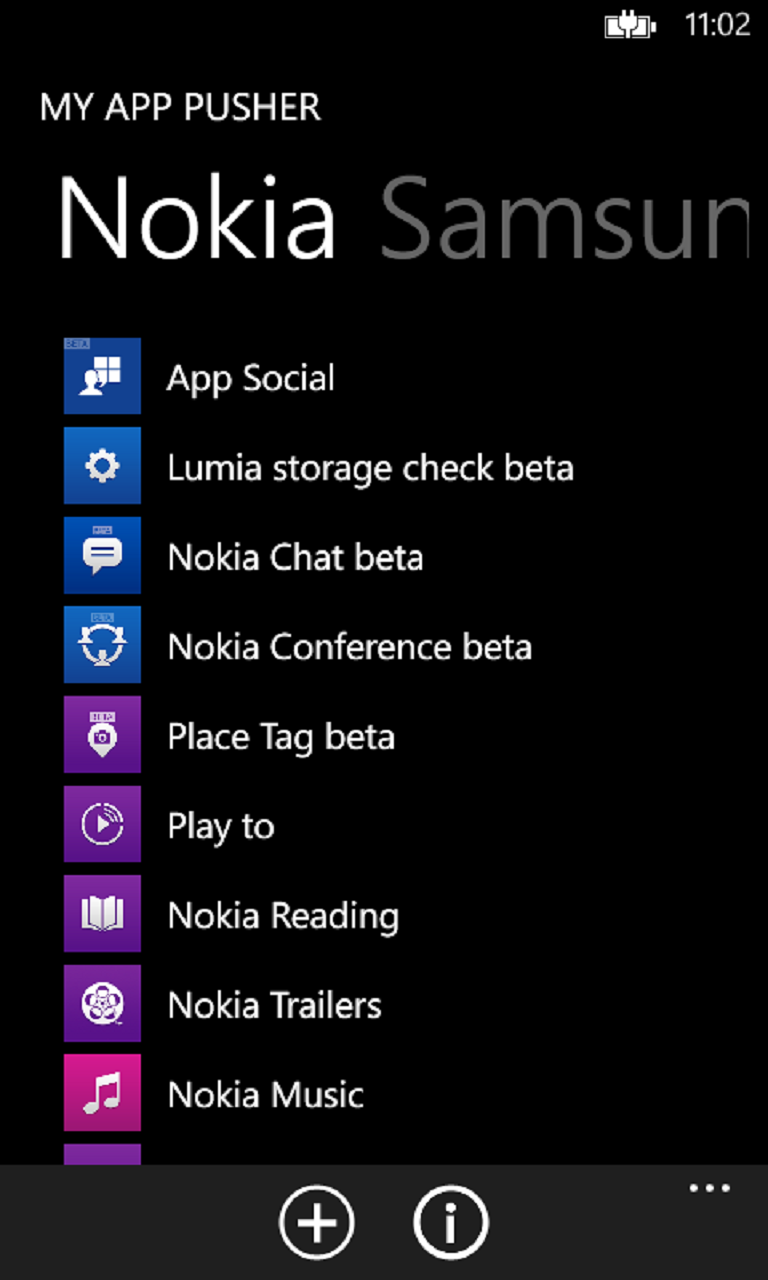 11:02
MY APP PUSHER
Nokia Samsun
BETA
App Social
Lumia storage check beta
Nokia Chat beta
BETA
Nokia Conference beta
Place Tag beta
Play to
Nokia Reading
Nokia Trailers
Nokia Music